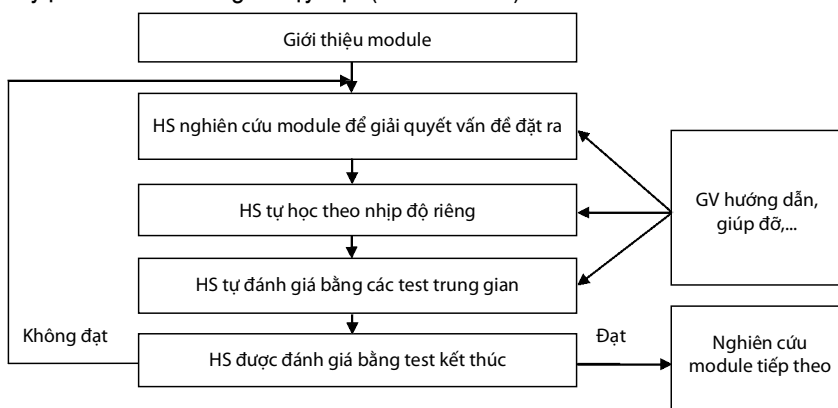 Giới thiệu module
HS nghiên cứu module để giải quyết vấn đề đặt ra
HS tự học theo nhịp độ riêng
GV hướng dẫn,
giúp đỡ,...
HS tự đánh giá bằng các test trung gian
Không đạt
HS được đánh giá bằng test kết thúc
Đạt
Nghiên cứu
module tiếp theo